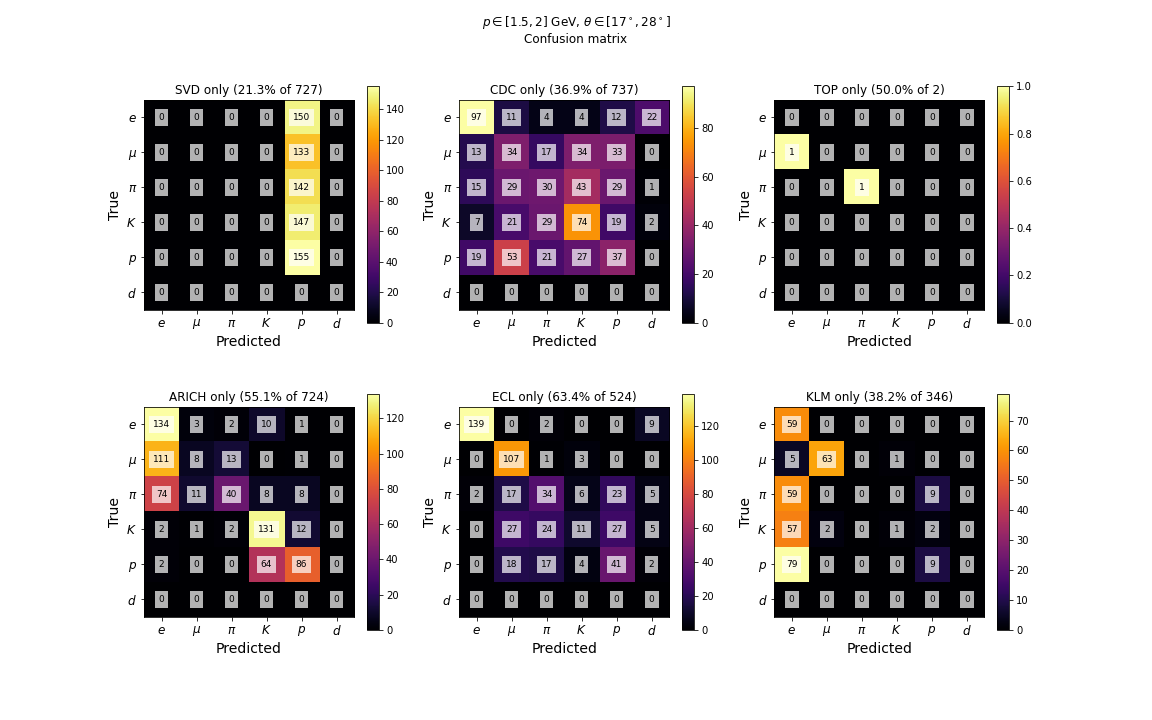 p ∈ [1.5, 2] GeV, θ ∈ [17°, 28°]
Confusion matrix
SVD only (21.3% of 727)
e 0 0 0 0 150 0
μ 0 0 0 0 133 0
π 0 0 0 0 142 0
K 0 0 0 0 147 0
p 0 0 0 0 155 0
d 0 0 0 0 0 0
e μ π K p d
True
Predicted
140
120
100
80
60
40
20
0
CDC only (36.9% of 737)
e 97 11 4 4 12 22
μ 13 34 17 34 33 0
π 15 29 30 43 29 1
K 7 21 29 74 19 2
p 19 53 21 27 37 0
d 0 0 0 0 0 0
e μ π K p d
True
Predicted
80
60
40
20
0
TOP only (50.0% of 2)
e 0 0 0 0 0 0
μ 1 0 0 0 0 0
π 0 0 1 0 0 0
K 0 0 0 0 0 0
p 0 0 0 0 0 0
d 0 0 0 0 0 0
e μ π K p d
True
Predicted
1.0
0.8
0.6
0.4
0.2
0.0
ARICH only (55.1% of 724)
e 134 3 2 10 1 0
μ 111 8 13 0 1 0
π 74 11 40 8 8 0
K 2 1 2 131 12 0
p 2 0 0 64 86 0
d 0 0 0 0 0 0
e μ π K p d
True
Predicted
120
100
80
60
40
20
0
ECL only (63.4% of 524)
e 139 0 2 0 0 9
μ 0 107 1 3 0 0
π 2 17 34 6 23 5
K 0 27 24 11 27 5
p 0 18 17 4 41 2
d 0 0 0 0 0 0
e μ π K p d
True
Predicted
120
100
80
60
40
20
0
KLM only (38.2% of 346)
e 59 0 0 0 0 0
μ 5 63 0 1 0 0
π 59 0 0 0 9 0
K 57 2 0 1 2 0
p 79 0 0 0 9 0
d 0 0 0 0 0 0
e μ π K p d
True
Predicted
70
60
50
40
30
20
10
0